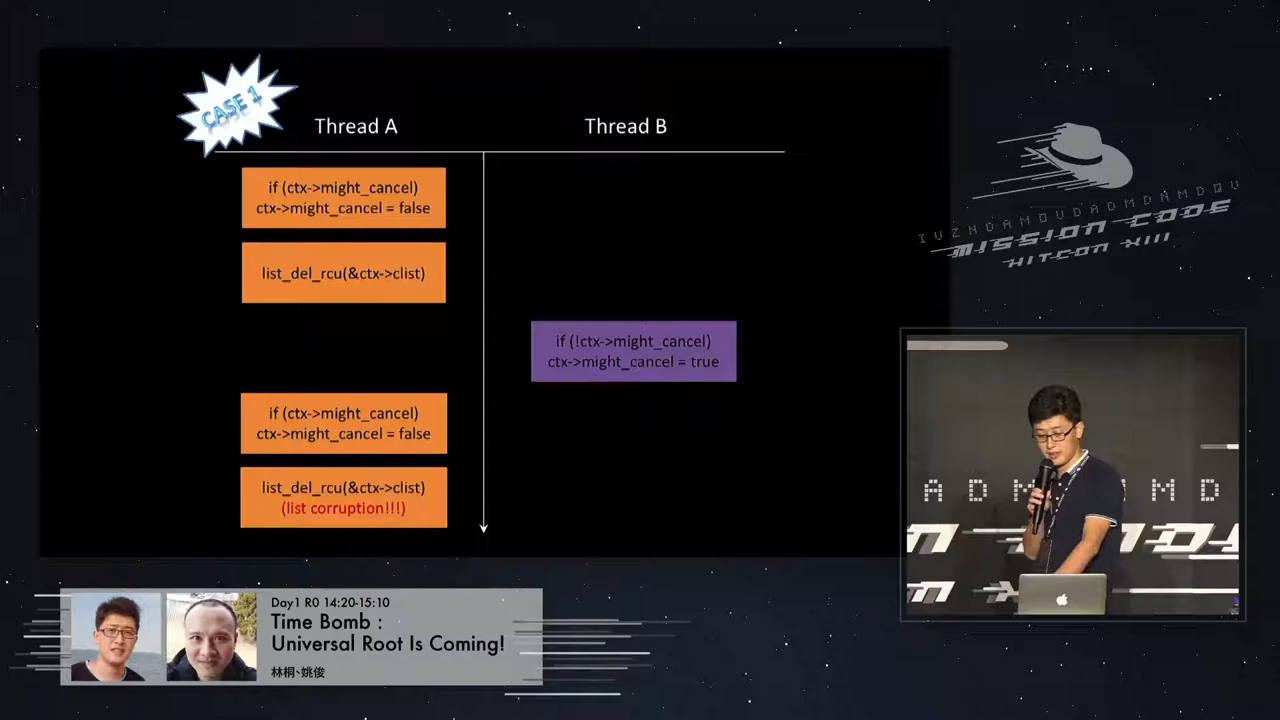 CASE 1
Thread A
Thread B
if (ctx->might_cancel)
ctx->might_cancel = false
list_del_rcu(&ctx->clist)
if (!ctx->might_cancel)
ctx->might_cancel = true
if (ctx->might_cancel)
ctx->might_cancel = false
list_del_rcu(&ctx->clist)
(list corruption!!!)
IVZHDAMOVDADMDAMDQV
MISSION CODE
HITCON XIII
Day1 R0 14:20-15:10
Time Bomb :
Universal Root Is Coming!
林桐、姚俊